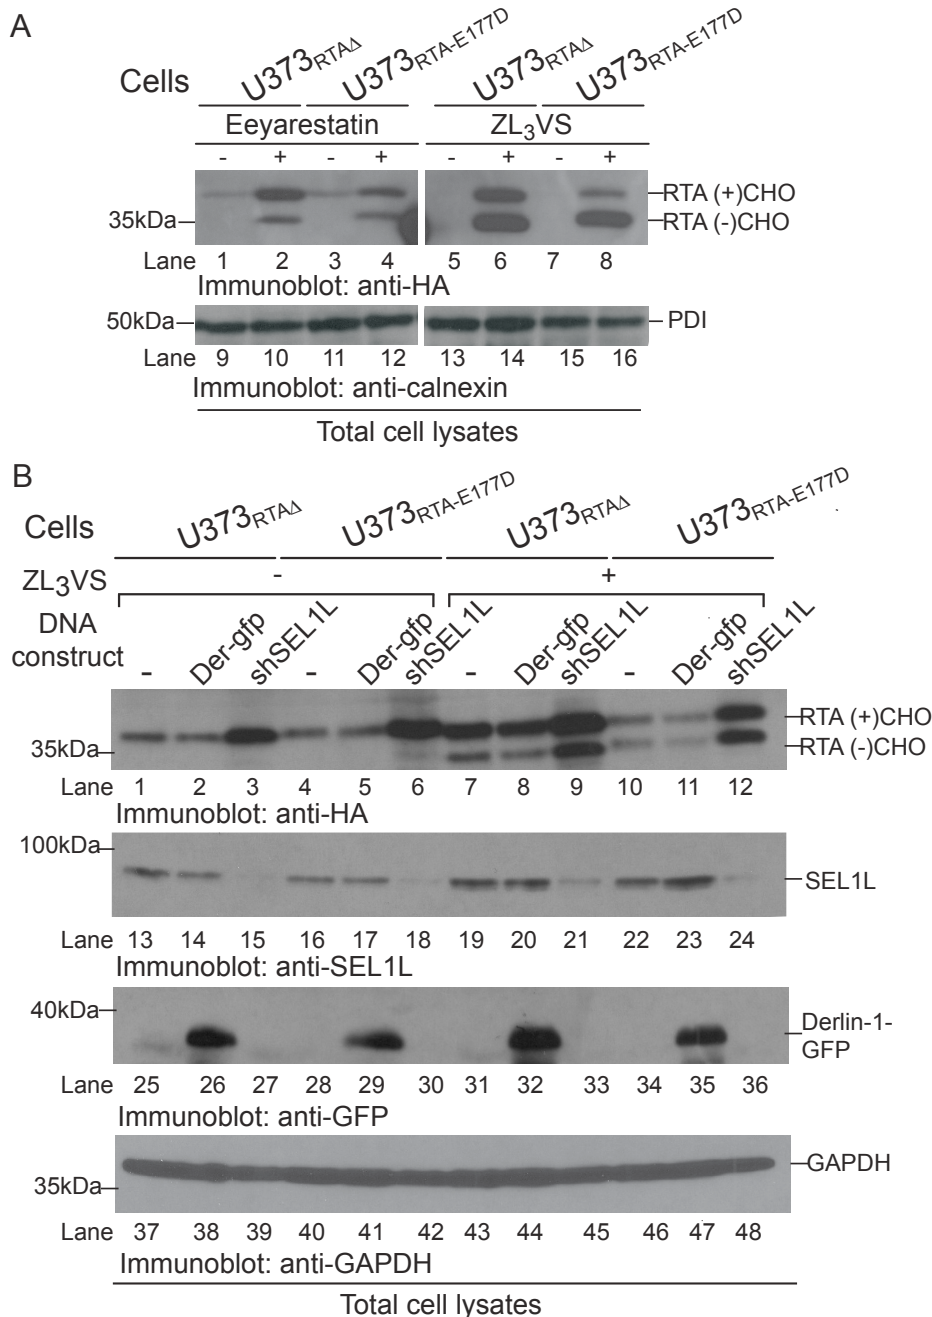 A
Cells U373RTAΔ U373RTA-E177D U373RTAΔ U373RTA-E177D
Eeyarestatin ZL3VS
- + - + - + - +
RTA (+)CHO
35kDa RTA (-)CHO
Lane 1 2 3 4 5 6 7 8
Immunoblot: anti-HA
50kDa PDI
Lane 9 10 11 12 13 14 15 16
Immunoblot: anti-calnexin
Total cell lysates
B
Cells U373RTAΔ U373RTA-E177D U373RTAΔ U373RTA-E177D
ZL3VS - +
DNA
construct - Der-gfp shSEL1L - Der-gfp shSEL1L - Der-gfp shSEL1L - Der-gfp shSEL1L
RTA (+)CHO
35kDa RTA (-)CHO
Lane 1 2 3 4 5 6 7 8 9 10 11 12
Immunoblot: anti-HA
100kDa
SEL1L
Lane 13 14 15 16 17 18 19 20 21 22 23 24
Immunoblot: anti-SEL1L
40kDa
Derlin-1-
GFP
Lane 25 26 27 28 29 30 31 32 33 34 35 36
Immunoblot: anti-GFP
GAPDH
35kDa
Lane 37 38 39 40 41 42 43 44 45 46 47 48
Immunoblot: anti-GAPDH
Total cell lysates